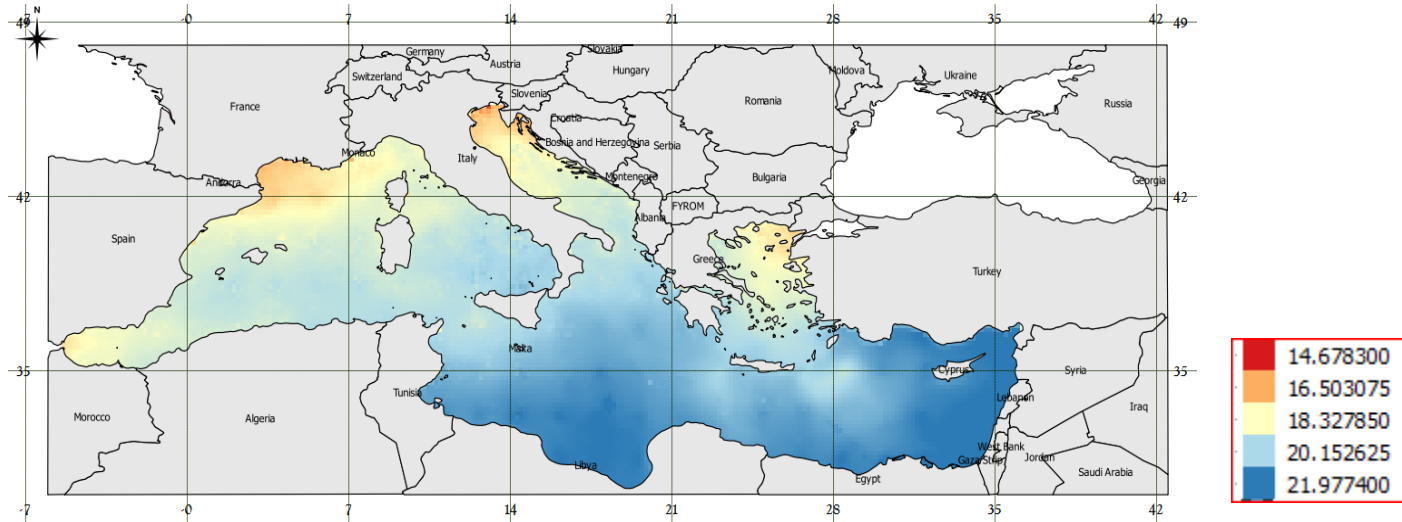 N
-7 -0 7 14 21 28 35 42
49 49
Germany Slovakia
Austria
Switzerland Hungary Moldova Ukraine
Slovenia
France Romania Russia
Croatia
Bosnia and Herzegovina Serbia
Monaco Italy
Andorra Montenegro Bulgaria Georgia
42 42
FYROM
Albania
Spain
Greece Turkey
Malta
35 35
Cyprus Syria
Tunisia Lebanon
Morocco Algeria Iraq
West Bank
Libya Gaza Strip Jordan
Egypt Saudi Arabia
-7 -0 7 14 21 28 35 42
14.678300
16.503075
18.327850
20.152625
21.977400